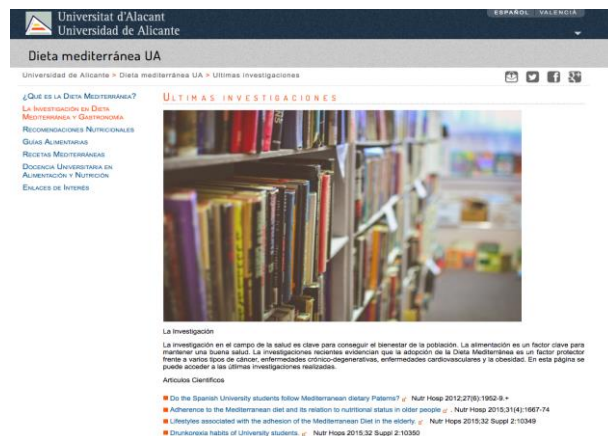 Universitat d'Alacant
Universidad de Alicante
ESPAÑOL VALENCIÀ
Dieta mediterránea UA
Universidad de Alicante > Dieta mediterránea UA > Ultimas investigaciones
¿Qué es la Dieta Mediterránea?
La Investigación en Dieta
Mediterránea y Gastronomía
Recomendaciones Nutricionales
Guías Alimentarias
Recetas Mediterráneas
Docencia Universitaria en
Alimentación y Nutrición
Enlaces de Interés
ULTIMAS INVESTIGACIONES
La Investigación
La investigación en el campo de la salud es clave para conseguir el bienestar de la población. La alimentación es un factor clave para
mantener una buena salud. La investigaciones recientes evidencian que la adopción de la Dieta Mediterránea es un factor protector
frente a varios tipos de cáncer, enfermedades crónico-degenerativas, enfermedades cardiovasculares y la obesidad. En esta página se
puede acceder a las últimas investigaciones realizadas.
Artículos Científicos
Do the Spanish University students follow Mediterranean dietary Paterns? Nutr Hosp 2012;27(6):1952-9.+
Adherence to the Mediterranean diet and its relation to nutritional status in older people . Nutr Hosp 2015;31(4):1667-74
Lifestyles associated with the adhesion of the Mediterranean Diet in the elderly. Nutr Hops 2015;32 Suppl 2:10349
Drunkorexia habits of University students. Nutr Hops 2015;32 Suppl 2:10360